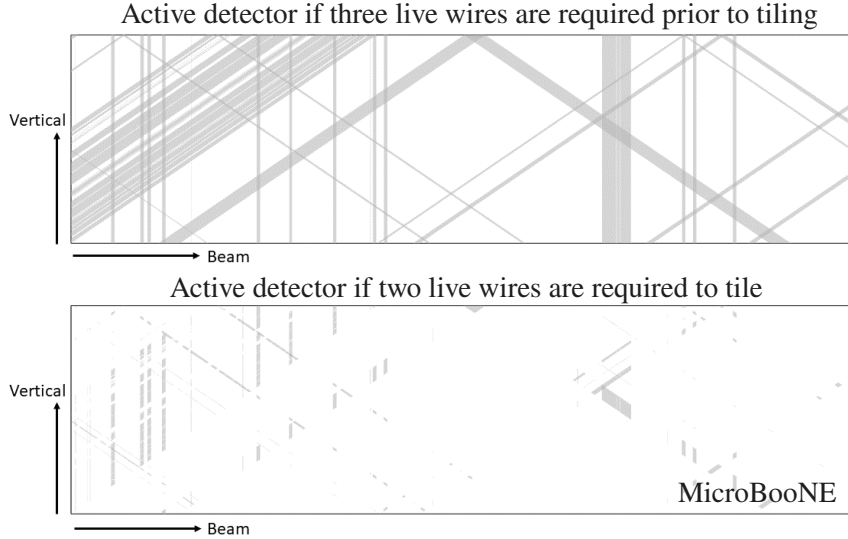 Active detector if three live wires are required prior to tiling
Vertical
Beam
Active detector if two live wires are required to tile
Vertical
MicroBooNE
Beam